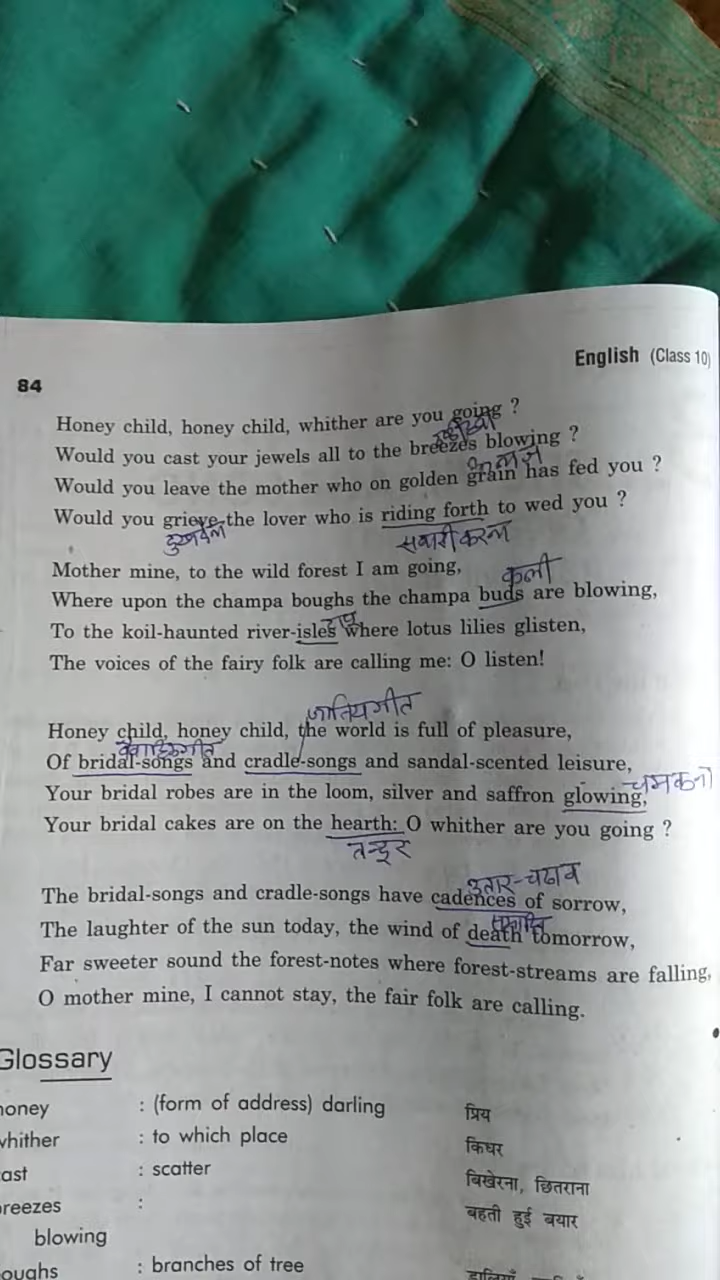 English (Class 10)
84
Honey child, honey child, whither are you going ?
Would you cast your jewels all to the breezes blowing ?
Would you leave the mother who on golden grain has fed you ?
Would you grieve the lover who is riding forth to wed you ?
सवारी करना
कली
Mother mine, to the wild forest I am going,
Where upon the champa boughs the champa buds are blowing,
To the koil-haunted river-isles where lotus lilies glisten,
The voices of the fairy folk are calling me: O listen!
Honey child, honey child, the world is full of pleasure,
Of bridal-songs and cradle-songs and sandal-scented leisure,
चमकना
Your bridal robes are in the loom, silver and saffron glowing,
Your bridal cakes are on the hearth: O whither are you going ?
तन्दूर
उतार-चढाव
The bridal-songs and cradle-songs have cadences of sorrow,
The laughter of the sun today, the wind of death tomorrow,
Far sweeter sound the forest-notes where forest-streams are falling,
O mother mine, I cannot stay, the fair folk are calling.
Glossary
honey : (form of address) darling प्रिय
whither : to which place किधर
cast : scatter बिखेरना, छितराना
breezes : बहती हुई बयार
blowing
boughs : branches of tree डालियाँ